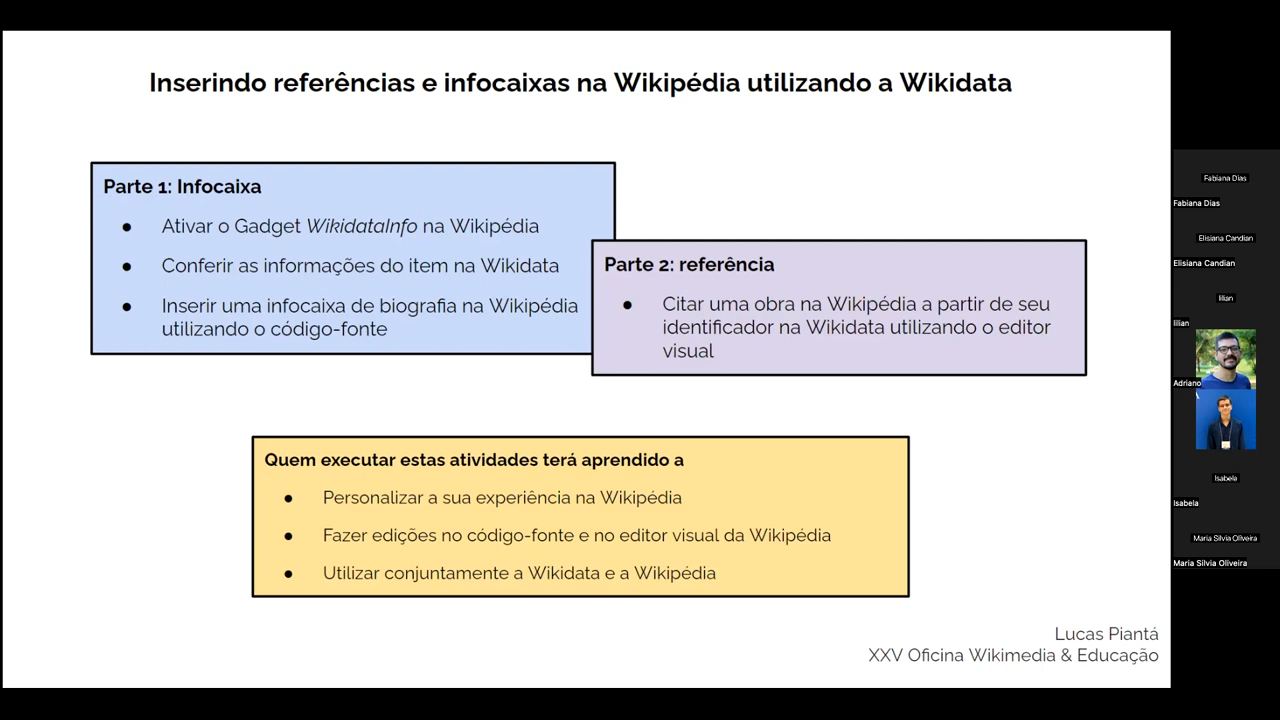 Inserindo referências e infocaixas na Wikipédia utilizando a Wikidata
Parte 1: Infocaixa
● Ativar o Gadget WikidataInfo na Wikipédia
● Conferir as informações do item na Wikidata
● Inserir uma infocaixa de biografia na Wikipédia
utilizando o código-fonte
Parte 2: referência
● Citar uma obra na Wikipédia a partir de seu
identificador na Wikidata utilizando o editor
visual
Quem executar estas atividades terá aprendido a
● Personalizar a sua experiência na Wikipédia
● Fazer edições no código-fonte e no editor visual da Wikipédia
● Utilizar conjuntamente a Wikidata e a Wikipédia
Lucas Piantá
XXV Oficina Wikimedia & Educação
Fabiana Dias
Fabiana Dias
Elisiana Candian
Elisiana Candian
lilian
lilian
Adriano
Isabela
Isabela
Maria Silvia Oliveira
Maria Silvia Oliveira